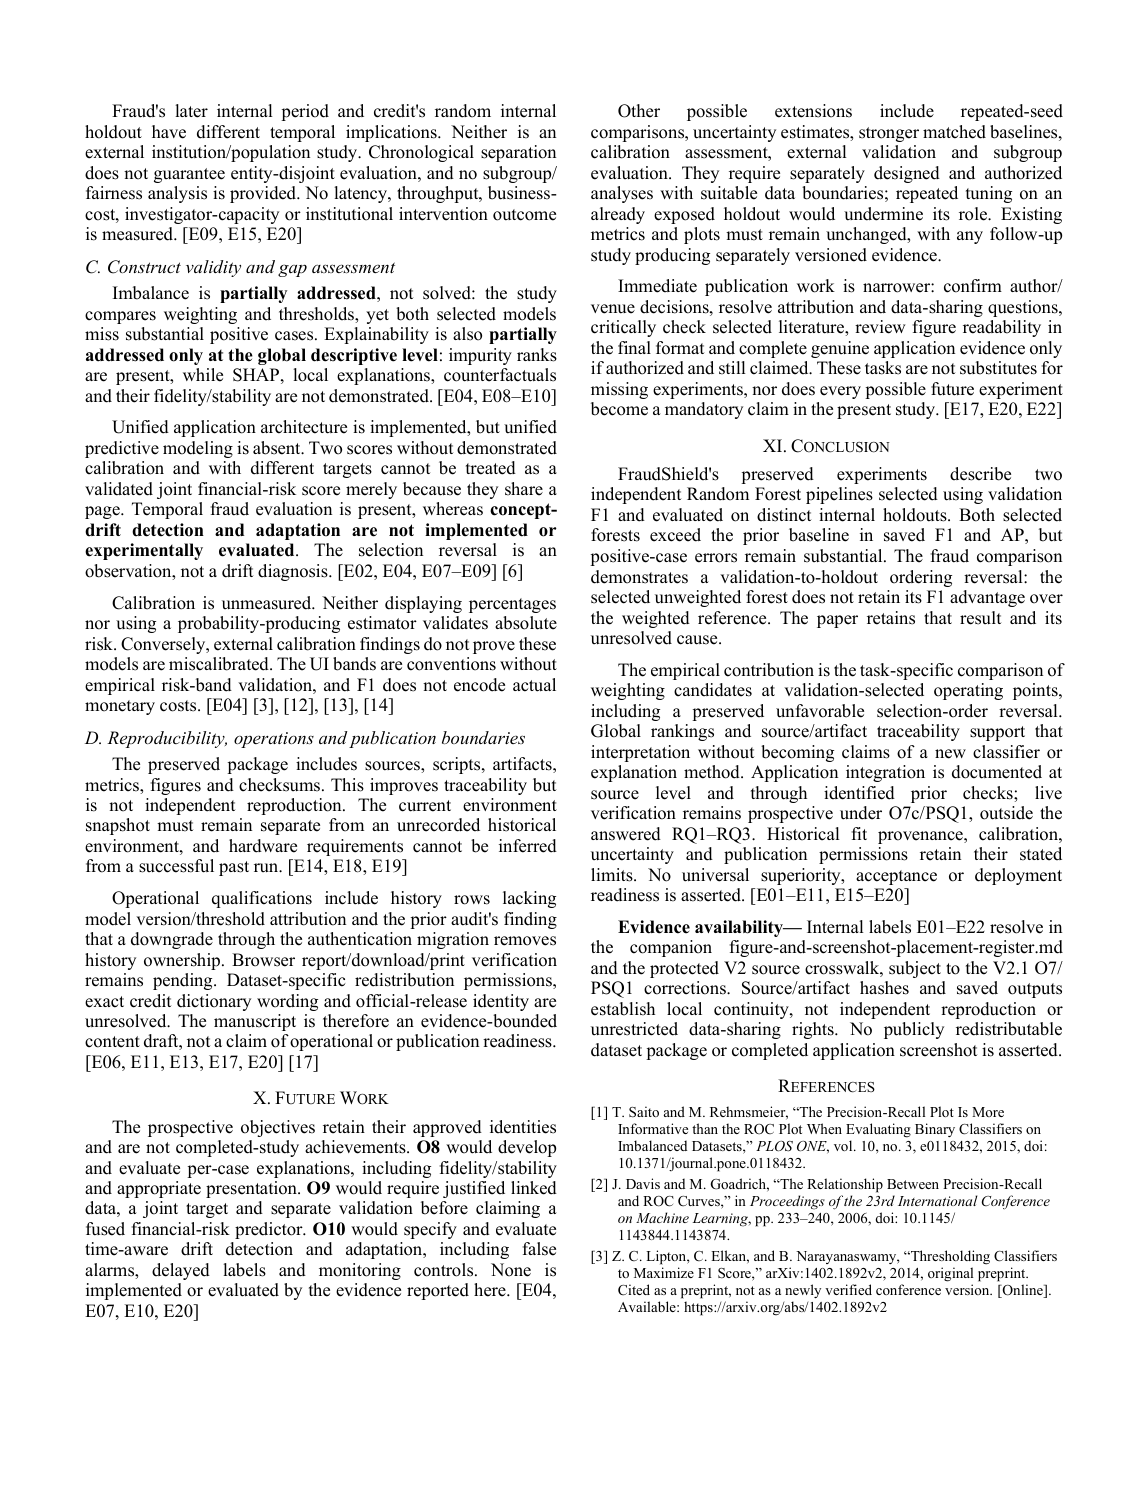 Fraud's later internal period and credit's random internal
holdout have different temporal implications. Neither is an
external institution/population study. Chronological separation
does not guarantee entity-disjoint evaluation, and no subgroup/
fairness analysis is provided. No latency, throughput, business-
cost, investigator-capacity or institutional intervention outcome
is measured. [E09, E15, E20]
C. Construct validity and gap assessment
Imbalance is partially addressed, not solved: the study
compares weighting and thresholds, yet both selected models
miss substantial positive cases. Explainability is also partially
addressed only at the global descriptive level: impurity ranks
are present, while SHAP, local explanations, counterfactuals
and their fidelity/stability are not demonstrated. [E04, E08–E10]
Unified application architecture is implemented, but unified
predictive modeling is absent. Two scores without demonstrated
calibration and with different targets cannot be treated as a
validated joint financial-risk score merely because they share a
page. Temporal fraud evaluation is present, whereas concept-
drift detection and adaptation are not implemented or
experimentally evaluated. The selection reversal is an
observation, not a drift diagnosis. [E02, E04, E07–E09] [6]
Calibration is unmeasured. Neither displaying percentages
nor using a probability-producing estimator validates absolute
risk. Conversely, external calibration findings do not prove these
models are miscalibrated. The UI bands are conventions without
empirical risk-band validation, and F1 does not encode actual
monetary costs. [E04] [3], [12], [13], [14]
D. Reproducibility, operations and publication boundaries
The preserved package includes sources, scripts, artifacts,
metrics, figures and checksums. This improves traceability but
is not independent reproduction. The current environment
snapshot must remain separate from an unrecorded historical
environment, and hardware requirements cannot be inferred
from a successful past run. [E14, E18, E19]
Operational qualifications include history rows lacking
model version/threshold attribution and the prior audit's finding
that a downgrade through the authentication migration removes
history ownership. Browser report/download/print verification
remains pending. Dataset-specific redistribution permissions,
exact credit dictionary wording and official-release identity are
unresolved. The manuscript is therefore an evidence-bounded
content draft, not a claim of operational or publication readiness.
[E06, E11, E13, E17, E20] [17]
X. FUTURE WORK
The prospective objectives retain their approved identities
and are not completed-study achievements. O8 would develop
and evaluate per-case explanations, including fidelity/stability
and appropriate presentation. O9 would require justified linked
data, a joint target and separate validation before claiming a
fused financial-risk predictor. O10 would specify and evaluate
time-aware drift detection and adaptation, including false
alarms, delayed labels and monitoring controls. None is
implemented or evaluated by the evidence reported here. [E04,
E07, E10, E20]
Other possible extensions include repeated-seed
comparisons, uncertainty estimates, stronger matched baselines,
calibration assessment, external validation and subgroup
evaluation. They require separately designed and authorized
analyses with suitable data boundaries; repeated tuning on an
already exposed holdout would undermine its role. Existing
metrics and plots must remain unchanged, with any follow-up
study producing separately versioned evidence.
Immediate publication work is narrower: confirm author/
venue decisions, resolve attribution and data-sharing questions,
critically check selected literature, review figure readability in
the final format and complete genuine application evidence only
if authorized and still claimed. These tasks are not substitutes for
missing experiments, nor does every possible future experiment
become a mandatory claim in the present study. [E17, E20, E22]
XI. CONCLUSION
FraudShield's preserved experiments describe two
independent Random Forest pipelines selected using validation
F1 and evaluated on distinct internal holdouts. Both selected
forests exceed the prior baseline in saved F1 and AP, but
positive-case errors remain substantial. The fraud comparison
demonstrates a validation-to-holdout ordering reversal: the
selected unweighted forest does not retain its F1 advantage over
the weighted reference. The paper retains that result and its
unresolved cause.
The empirical contribution is the task-specific comparison of
weighting candidates at validation-selected operating points,
including a preserved unfavorable selection-order reversal.
Global rankings and source/artifact traceability support that
interpretation without becoming claims of a new classifier or
explanation method. Application integration is documented at
source level and through identified prior checks; live
verification remains prospective under O7c/PSQ1, outside the
answered RQ1–RQ3. Historical fit provenance, calibration,
uncertainty and publication permissions retain their stated
limits. No universal superiority, acceptance or deployment
readiness is asserted. [E01–E11, E15–E20]
Evidence availability— Internal labels E01–E22 resolve in
the companion figure-and-screenshot-placement-register.md
and the protected V2 source crosswalk, subject to the V2.1 O7/
PSQ1 corrections. Source/artifact hashes and saved outputs
establish local continuity, not independent reproduction or
unrestricted data-sharing rights. No publicly redistributable
dataset package or completed application screenshot is asserted.
REFERENCES
[1] T. Saito and M. Rehmsmeier, “The Precision-Recall Plot Is More
Informative than the ROC Plot When Evaluating Binary Classifiers on
Imbalanced Datasets,” PLOS ONE, vol. 10, no. 3, e0118432, 2015, doi:
10.1371/journal.pone.0118432.
[2] J. Davis and M. Goadrich, “The Relationship Between Precision-Recall
and ROC Curves,” in Proceedings of the 23rd International Conference
on Machine Learning, pp. 233–240, 2006, doi: 10.1145/
1143844.1143874.
[3] Z. C. Lipton, C. Elkan, and B. Narayanaswamy, “Thresholding Classifiers
to Maximize F1 Score,” arXiv:1402.1892v2, 2014, original preprint.
Cited as a preprint, not as a newly verified conference version. [Online].
Available: https://arxiv.org/abs/1402.1892v2